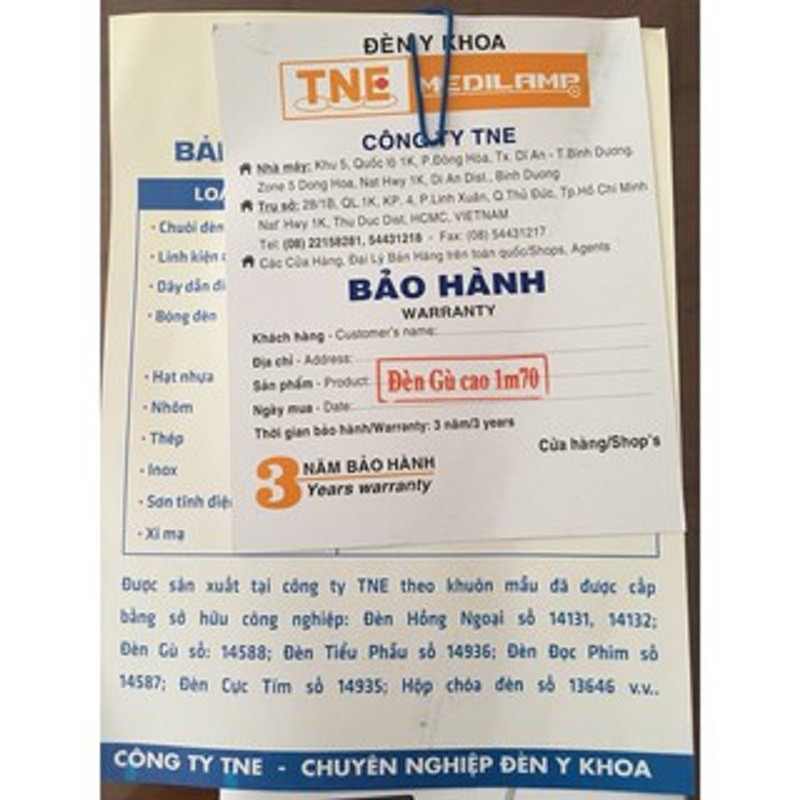 ĐÈN Y KHOA
TNE MEDILAMP
CÔNG TY TNE
Nhà máy: Khu 5, Quốc lộ 1K, P.Đông Hòa, Tx. Dĩ An - T.Bình Dương.
Zone 5 Dong Hoa, Nat Hwy 1K, Di An Dist., Binh Duong
Trụ sở: 28/1B, QL.1K, KP. 4, P.Linh Xuân, Q.Thủ Đức, Tp.Hồ Chí Minh
Nat' Hwy 1K, Thu Duc Dist, HCMC, VIETNAM
Tel: (08) 22158281, 54431216 - Fax: (08) 54431217
Các Cửa Hàng, Đại Lý Bán Hàng trên toàn quốc/Shops, Agents
BẢO HÀNH
WARRANTY
Khách hàng - Customer's name:
Địa chỉ - Address:
Sản phẩm - Product: Đèn Gù cao 1m70
Ngày mua - Date:
Thời gian bảo hành/Warranty: 3 năm/3 years
Cửa hàng/Shop's
3 NĂM BẢO HÀNH
Years warranty
· Chuôi đèn
· Linh kiện
· Dây dẫn
· Bóng đèn
· Hạt nhựa
· Nhôm
· Thép
· Inox
· Sơn tĩnh điện
· Xi mạ
Được sản xuất tại công ty TNE theo khuôn mẫu đã được cấp
bằng sở hữu công nghiệp: Đèn Hồng Ngoại số 14131, 14132;
Đèn Gù số: 14588; Đèn Tiểu Phẫu số 14936; Đèn Đọc Phim số
14587; Đèn Cực Tím số 14935; Hộp chóa đèn số 13646 v.v..
CÔNG TY TNE - CHUYÊN NGHIỆP ĐÈN Y KHOA